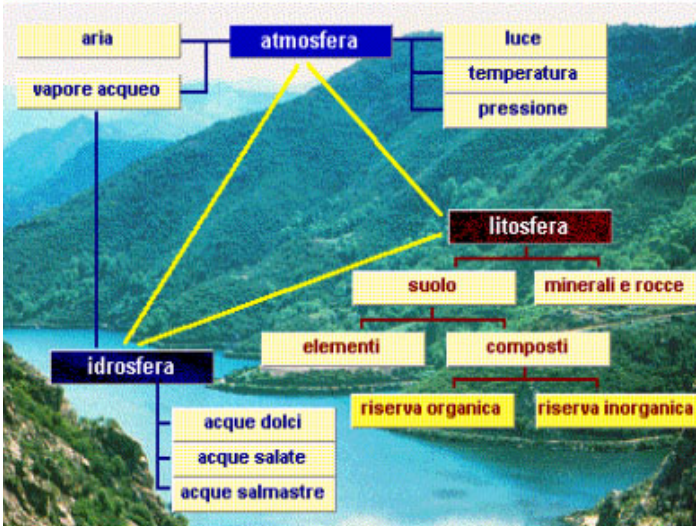 aria
atmosfera
luce
vapore acqueo
temperatura
pressione
litosfera
suolo
minerali e rocce
elementi
composti
idrosfera
riserva organica
riserva inorganica
acque dolci
acque salate
acque salmastre